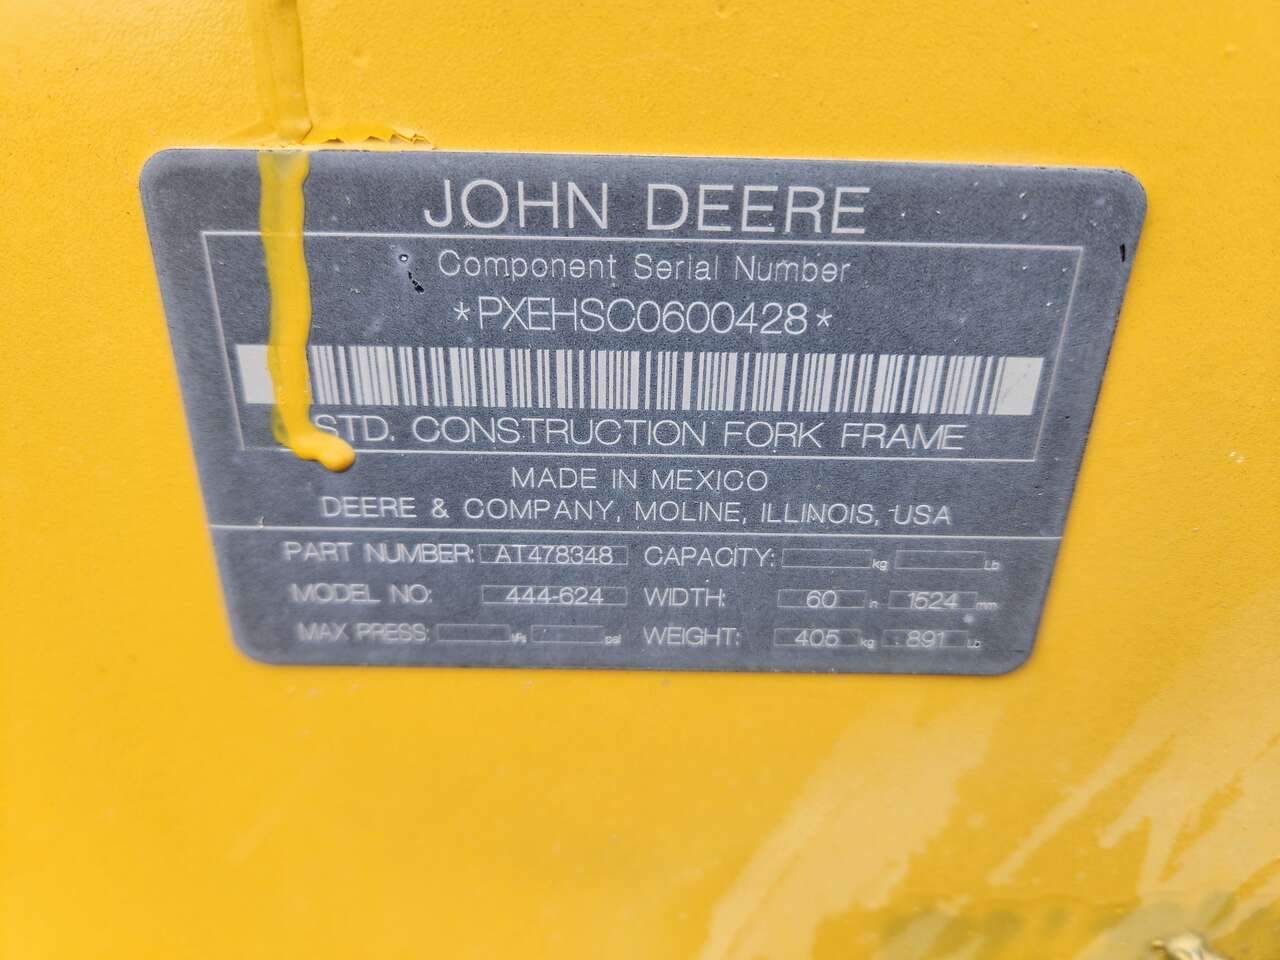 JOHN DEERE
Component Serial Number
*PXEHSC0600428*
STD. CONSTRUCTION FORK FRAME
MADE IN MEXICO
DEERE & COMPANY, MOLINE, ILLINOIS, USA
PART NUMBER: AT478348 CAPACITY: kg Lb
MODEL NO: 444-624 WIDTH: 60 in 1524 mm
MAX PRESS: psi WEIGHT: 405 kg 891 Lb